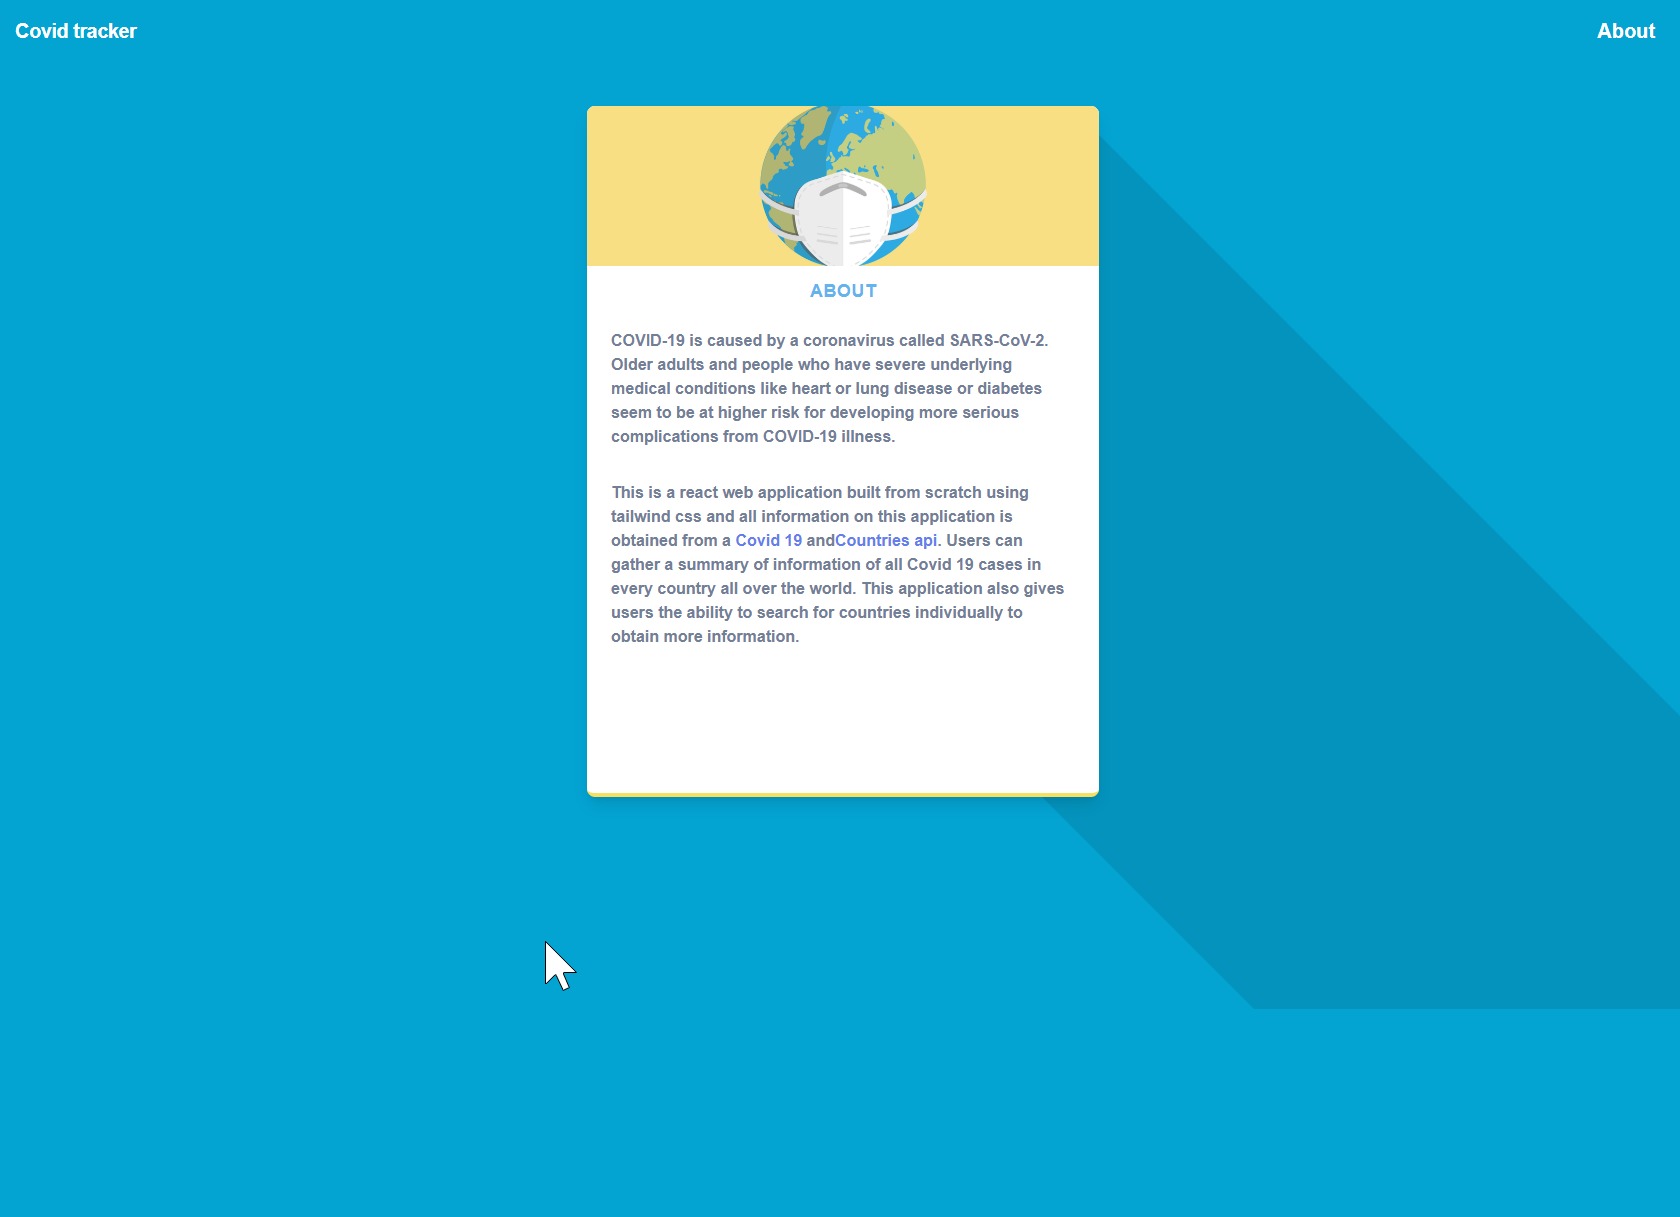 Covid tracker
About
ABOUT
COVID-19 is caused by a coronavirus called SARS-CoV-2.
Older adults and people who have severe underlying
medical conditions like heart or lung disease or diabetes
seem to be at higher risk for developing more serious
complications from COVID-19 illness.
This is a react web application built from scratch using
tailwind css and all information on this application is
obtained from a Covid 19 andCountries api. Users can
gather a summary of information of all Covid 19 cases in
every country all over the world. This application also gives
users the ability to search for countries individually to
obtain more information.